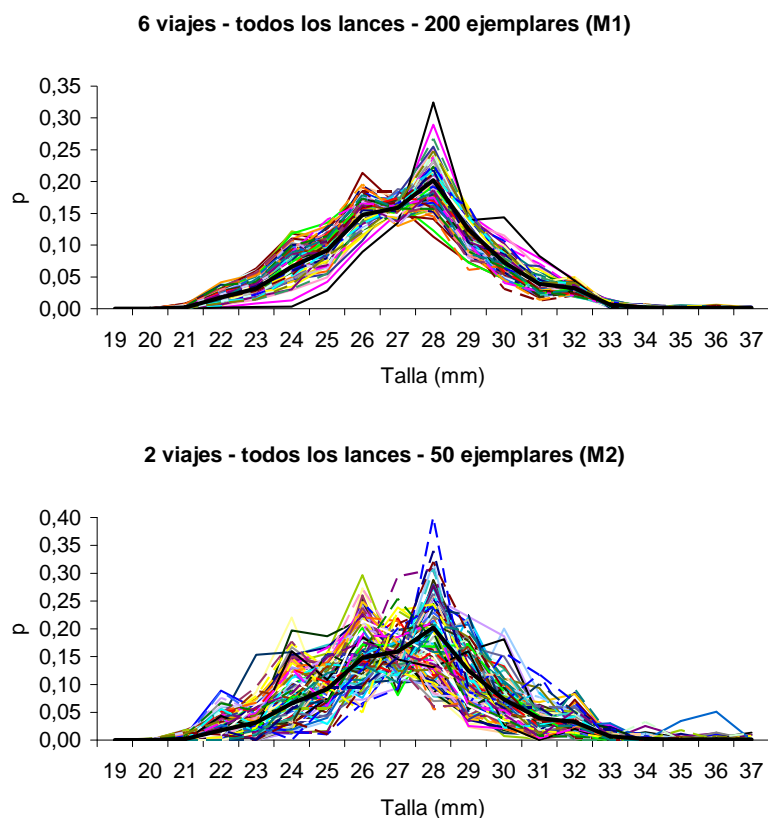 6 viajes - todos los lances - 200 ejemplares (M1)
0,35
0,30
0,25
0,20
0,15
0,10
0,05
0,00
p
19 20 21 22 23 24 25 26 27 28 29 30 31 32 33 34 35 36 37
Talla (mm)
2 viajes - todos los lances - 50 ejemplares (M2)
0,40
0,35
0,30
0,25
0,20
0,15
0,10
0,05
0,00
p
19 20 21 22 23 24 25 26 27 28 29 30 31 32 33 34 35 36 37
Talla (mm)